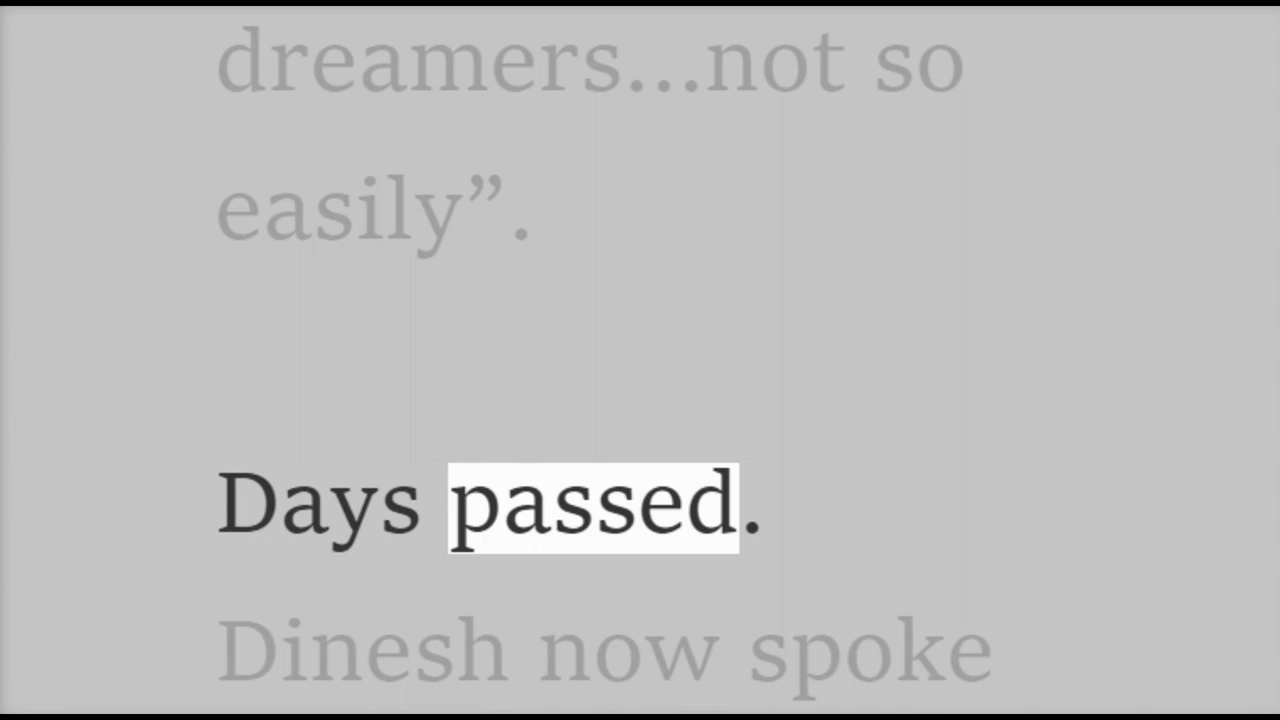 dreamers...not so
easily”.
Days passed.
Dinesh now spoke